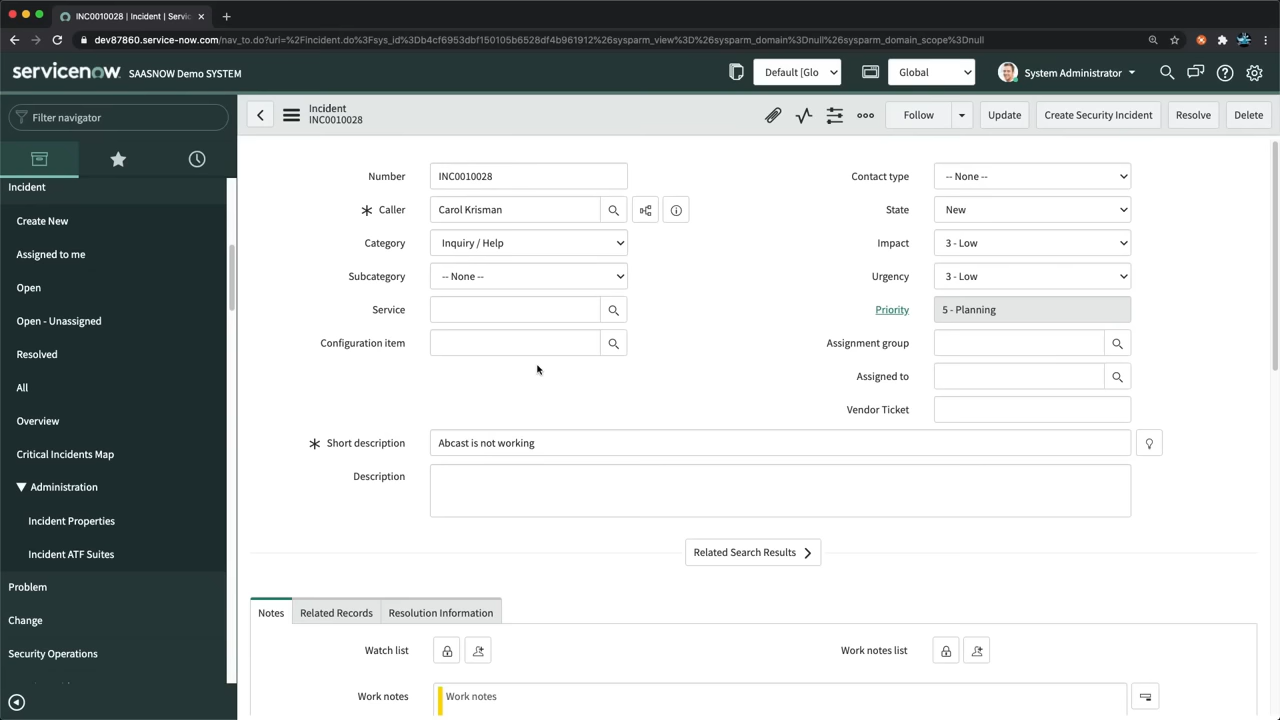 INC0010028 | Incident | Servic
dev87860.service-now.com/nav_to.do?uri=%2Fincident.do%3Fsys_id%3Db4cf6953dbf150105b6528df4b961912%26sysparm_view%3D%26sysparm_domain%3Dnull%26sysparm_domain_scope%3Dnull
servicenow SAASNOW Demo SYSTEM
Default [Glo
Global
System Administrator
Filter navigator
Incident
Create New
Assigned to me
Open
Open - Unassigned
Resolved
All
Overview
Critical Incidents Map
Administration
Incident Properties
Incident ATF Suites
Problem
Change
Security Operations
Incident
INC0010028
Follow
Update
Create Security Incident
Resolve
Delete
Number INC0010028
Caller Carol Krisman
Category Inquiry / Help
Subcategory -- None --
Service
Configuration item
Contact type -- None --
State New
Impact 3 - Low
Urgency 3 - Low
Priority 5 - Planning
Assignment group
Assigned to
Vendor Ticket
Short description Abcast is not working
Description
Related Search Results
Notes Related Records Resolution Information
Watch list
Work notes list
Work notes Work notes